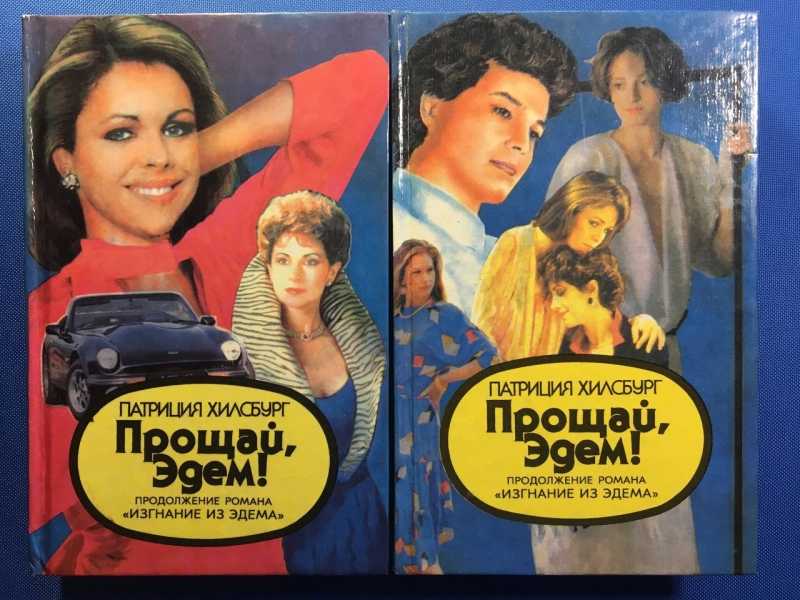 ПАТРИЦИЯ ХИЛСБУРГ
Прощай,
Эдем!
ПРОДОЛЖЕНИЕ РОМАНА
«ИЗГНАНИЕ ИЗ ЭДЕМА»
ПАТРИЦИЯ ХИЛСБУРГ
Прощай,
Эдем!
ПРОДОЛЖЕНИЕ РОМАНА
«ИЗГНАНИЕ ИЗ ЭДЕМА»